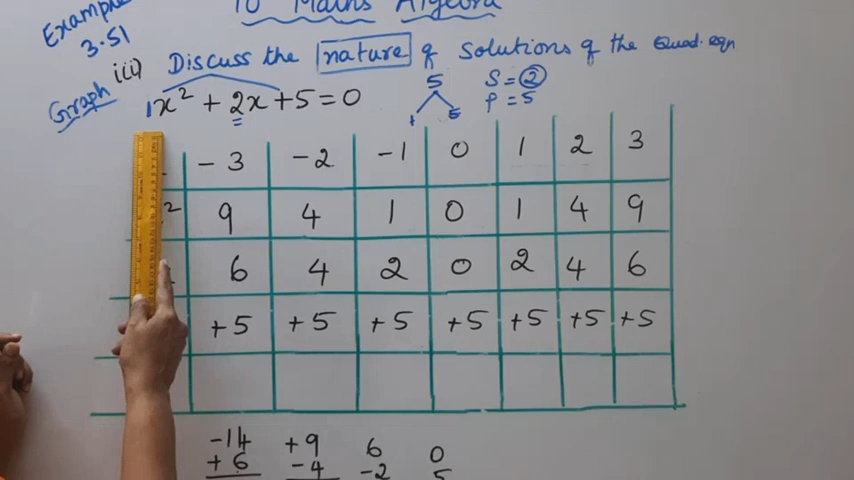 10 Maths Algebra
Example
3.51
iii) Discuss the nature of Solutions of the Quad.eqn
Graph
1x² + 2x + 5 = 0
5
S = 2
P = 5
-3 -2 -1 0 1 2 3
2 9 4 1 0 1 4 9
6 4 2 0 2 4 6
+5 +5 +5 +5 +5 +5 +5
-14 +9 6 0
+6 -4 -2 5